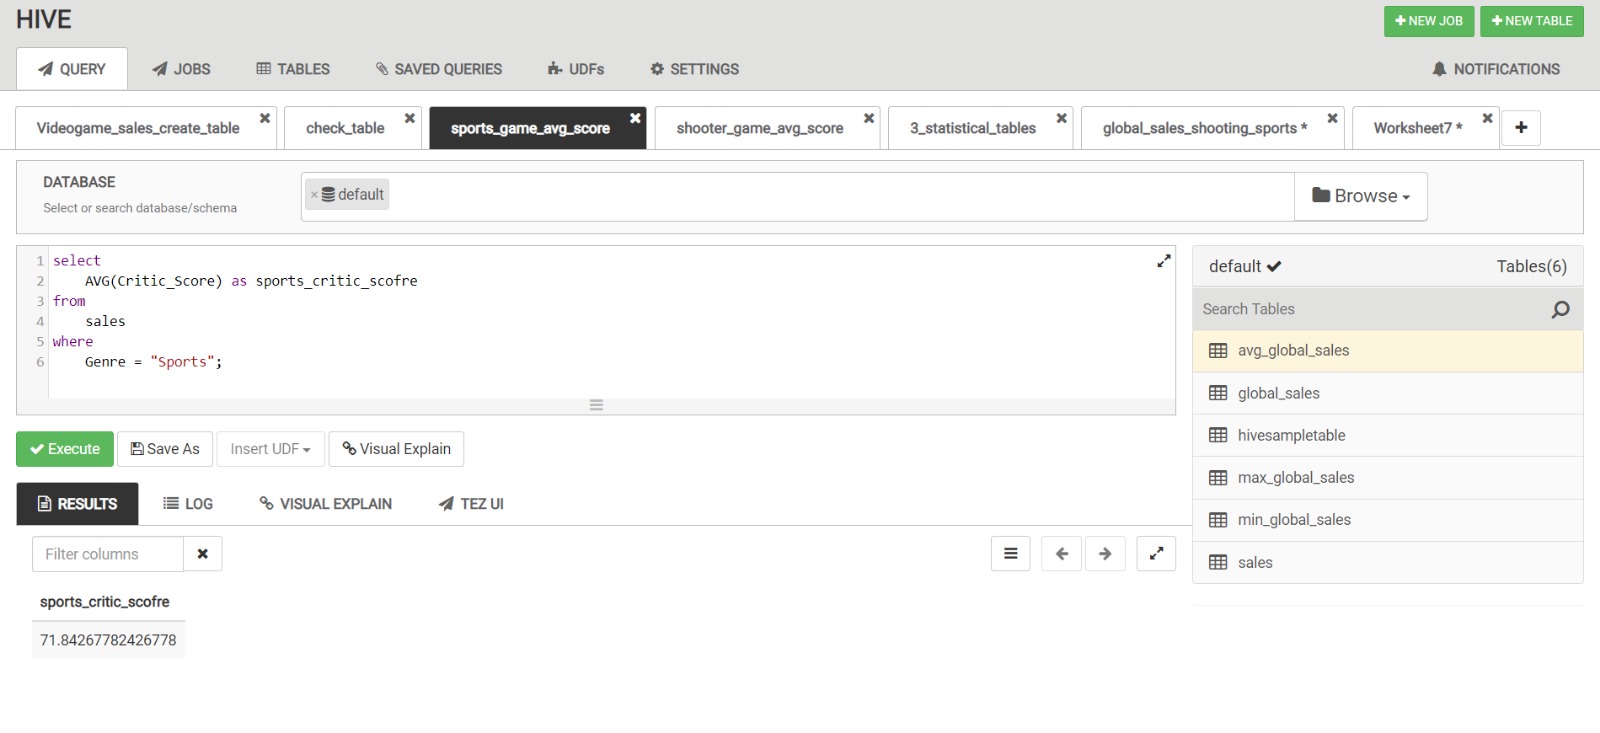 HIVE
NEW JOB
NEW TABLE
QUERY
JOBS
TABLES
SAVED QUERIES
UDFs
SETTINGS
NOTIFICATIONS
Videogame_sales_create_table
check_table
sports_game_avg_score
shooter_game_avg_score
3_statistical_tables
global_sales_shooting_sports *
Worksheet7 *
DATABASE
Select or search database/schema
× default
Browse
1 select
2 AVG(Critic_Score) as sports_critic_scofre
3 from
4 sales
5 where
6 Genre = "Sports";
default
Tables(6)
Search Tables
avg_global_sales
global_sales
hivesampletable
max_global_sales
min_global_sales
sales
Execute
Save As
Insert UDF
Visual Explain
RESULTS
LOG
VISUAL EXPLAIN
TEZ UI
Filter columns
sports_critic_scofre
71.84267782426778